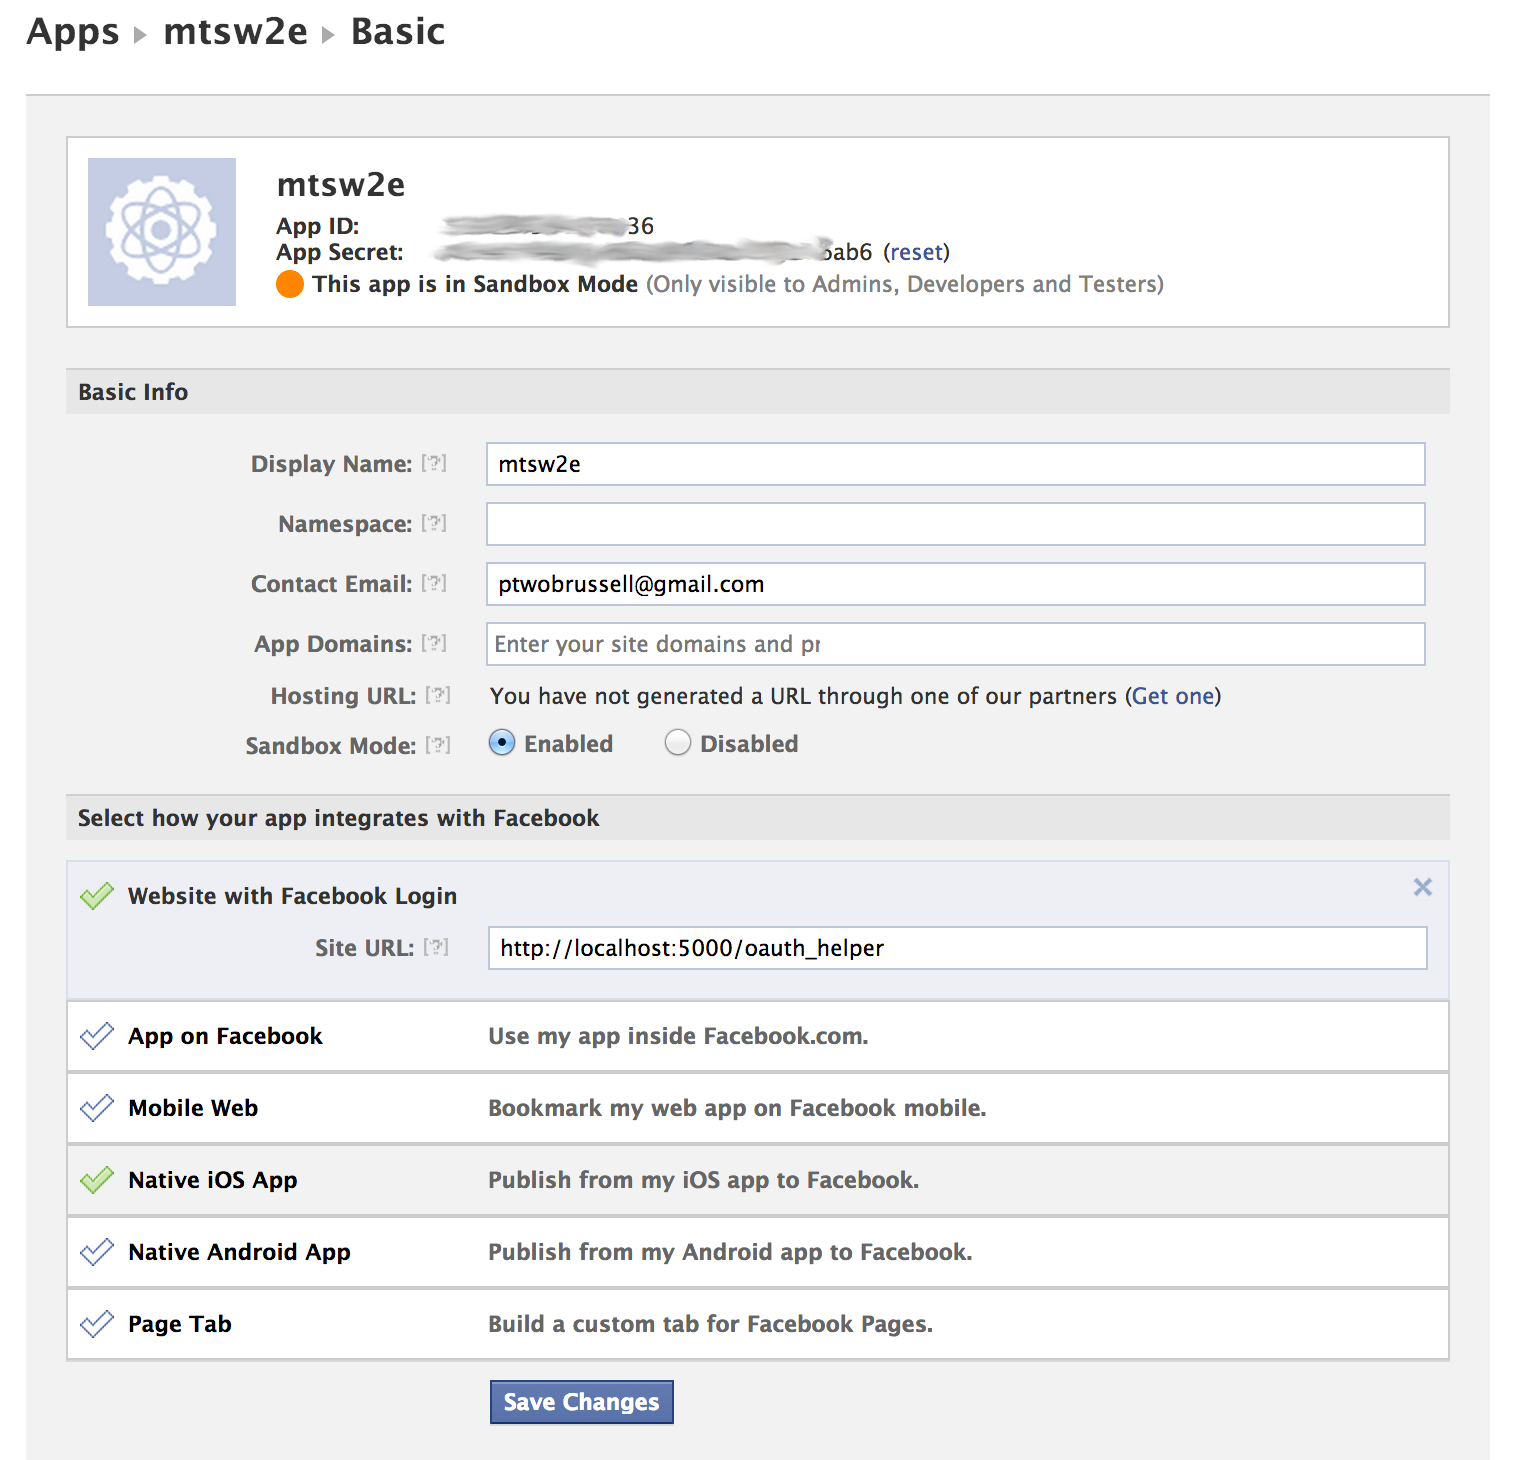 Apps ▸ mtsw2e ▸ Basic
mtsw2e
App ID: 36
App Secret: ab6 (reset)
This app is in Sandbox Mode (Only visible to Admins, Developers and Testers)
Basic Info
Display Name: [?] mtsw2e
Namespace: [?]
Contact Email: [?] ptwobrussell@gmail.com
App Domains: [?] Enter your site domains and pr
Hosting URL: [?] You have not generated a URL through one of our partners (Get one)
Sandbox Mode: [?] Enabled Disabled
Select how your app integrates with Facebook
Website with Facebook Login
Site URL: [?] http://localhost:5000/oauth_helper
App on Facebook Use my app inside Facebook.com.
Mobile Web Bookmark my web app on Facebook mobile.
Native iOS App Publish from my iOS app to Facebook.
Native Android App Publish from my Android app to Facebook.
Page Tab Build a custom tab for Facebook Pages.
Save Changes